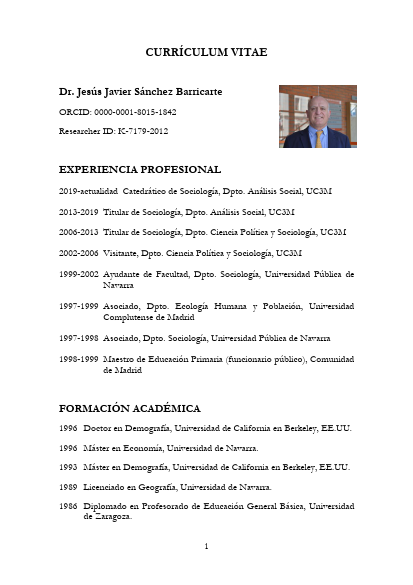 CURRÍCULUM VITAE
Dr. Jesús Javier Sánchez Barricarte
ORCID: 0000-0001-8015-1842
Researcher ID: K-7179-2012
EXPERIENCIA PROFESIONAL
2019-actualidad Catedrático de Sociología, Dpto. Análisis Social, UC3M
2013-2019 Titular de Sociología, Dpto. Análisis Social, UC3M
2006-2013 Titular de Sociología, Dpto. Ciencia Política y Sociología, UC3M
2002-2006 Visitante, Dpto. Ciencia Política y Sociología, UC3M
1999-2002 Ayudante de Facultad, Dpto. Sociología, Universidad Pública de
Navarra
1997-1999 Asociado, Dpto. Ecología Humana y Población, Universidad
Complutense de Madrid
1997-1998 Asociado, Dpto. Sociología, Universidad Pública de Navarra
1998-1999 Maestro de Educación Primaria (funcionario público), Comunidad
de Madrid
FORMACIÓN ACADÉMICA
1996 Doctor en Demografía, Universidad de California en Berkeley, EE.UU.
1996 Máster en Economía, Universidad de Navarra.
1993 Máster en Demografía, Universidad de California en Berkeley, EE.UU.
1989 Licenciado en Geografía, Universidad de Navarra.
1986 Diplomado en Profesorado de Educación General Básica, Universidad
de Zaragoza.
1